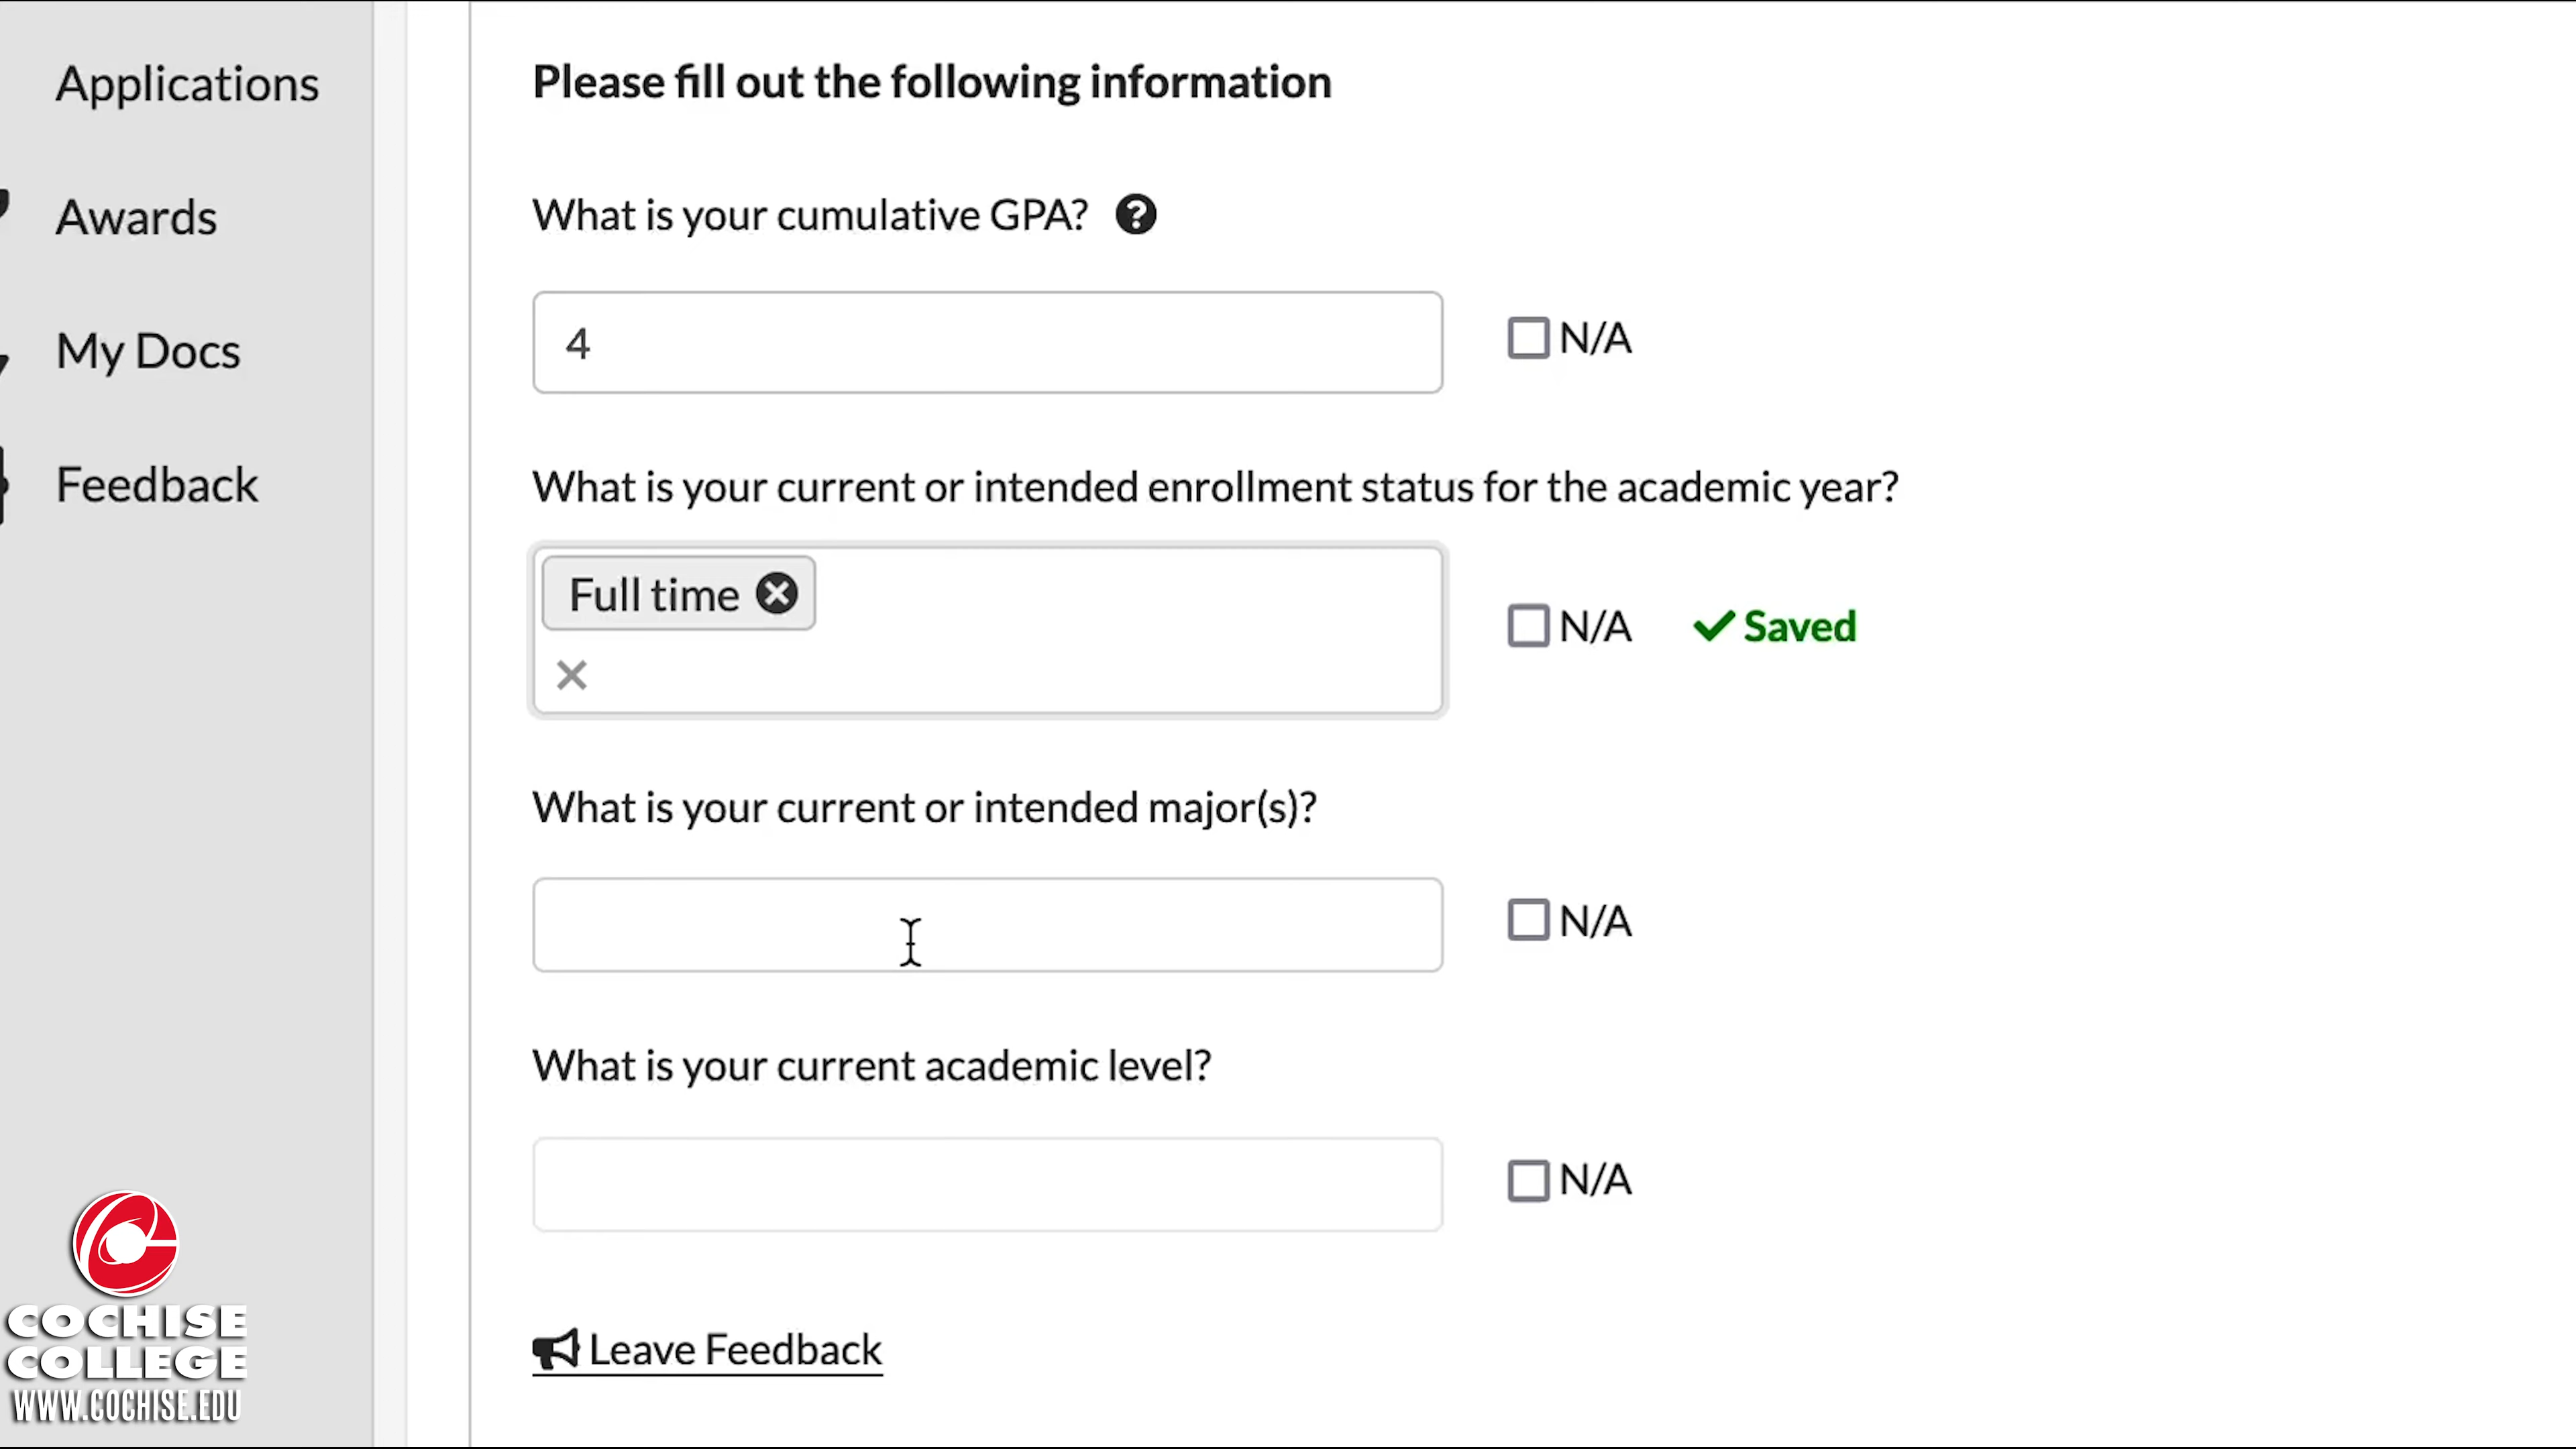 Applications
Awards
My Docs
Feedback
Please fill out the following information
What is your cumulative GPA?
4
N/A
What is your current or intended enrollment status for the academic year?
Full time
N/A
Saved
What is your current or intended major(s)?
N/A
What is your current academic level?
N/A
Leave Feedback
COCHISE
COLLEGE
WWW.COCHISE.EDU